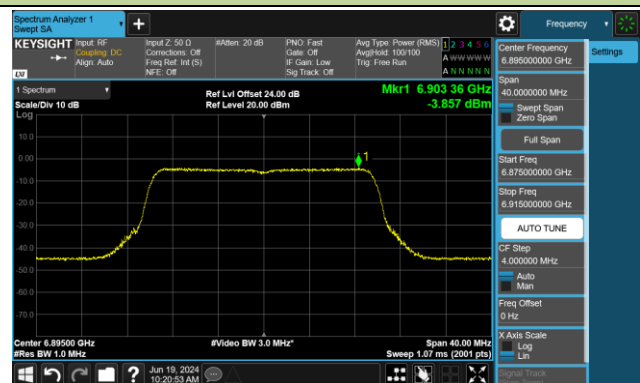 Spectrum Analyzer 1
Swept SA
Frequency
KEYSIGHT
Input: RF
Coupling: DC
Align: Auto
Input Z: 50 Ω
Corrections: Off
Freq Ref: Int (S)
NFE: Off
#Atten: 20 dB
PNO: Fast
Gate: Off
IF Gain: Low
Sig Track: Off
Avg Type: Power (RMS)
Avg|Hold: 100/100
Trig: Free Run
1 2 3 4 5 6
A W W W W W
A N N N N N
LXI
1 Spectrum
Scale/Div 10 dB
Log
Ref Lvl Offset 24.00 dB
Ref Level 20.00 dBm
Mkr1 6.903 36 GHz
-3.857 dBm
10.0
0.00
-10.0
-20.0
-30.0
-40.0
-50.0
-60.0
-70.0
1
Center 6.89500 GHz
#Res BW 1.0 MHz
#Video BW 3.0 MHz*
Span 40.00 MHz
Sweep 1.07 ms (2001 pts)
Jun 19, 2024
10:20:53 AM
Center Frequency
6.895000000 GHz
Settings
Span
40.0000000 MHz
Swept Span
Zero Span
Full Span
Start Freq
6.875000000 GHz
Stop Freq
6.915000000 GHz
AUTO TUNE
CF Step
4.000000 MHz
Auto
Man
Freq Offset
0 Hz
X Axis Scale
Log
Lin
Signal Track